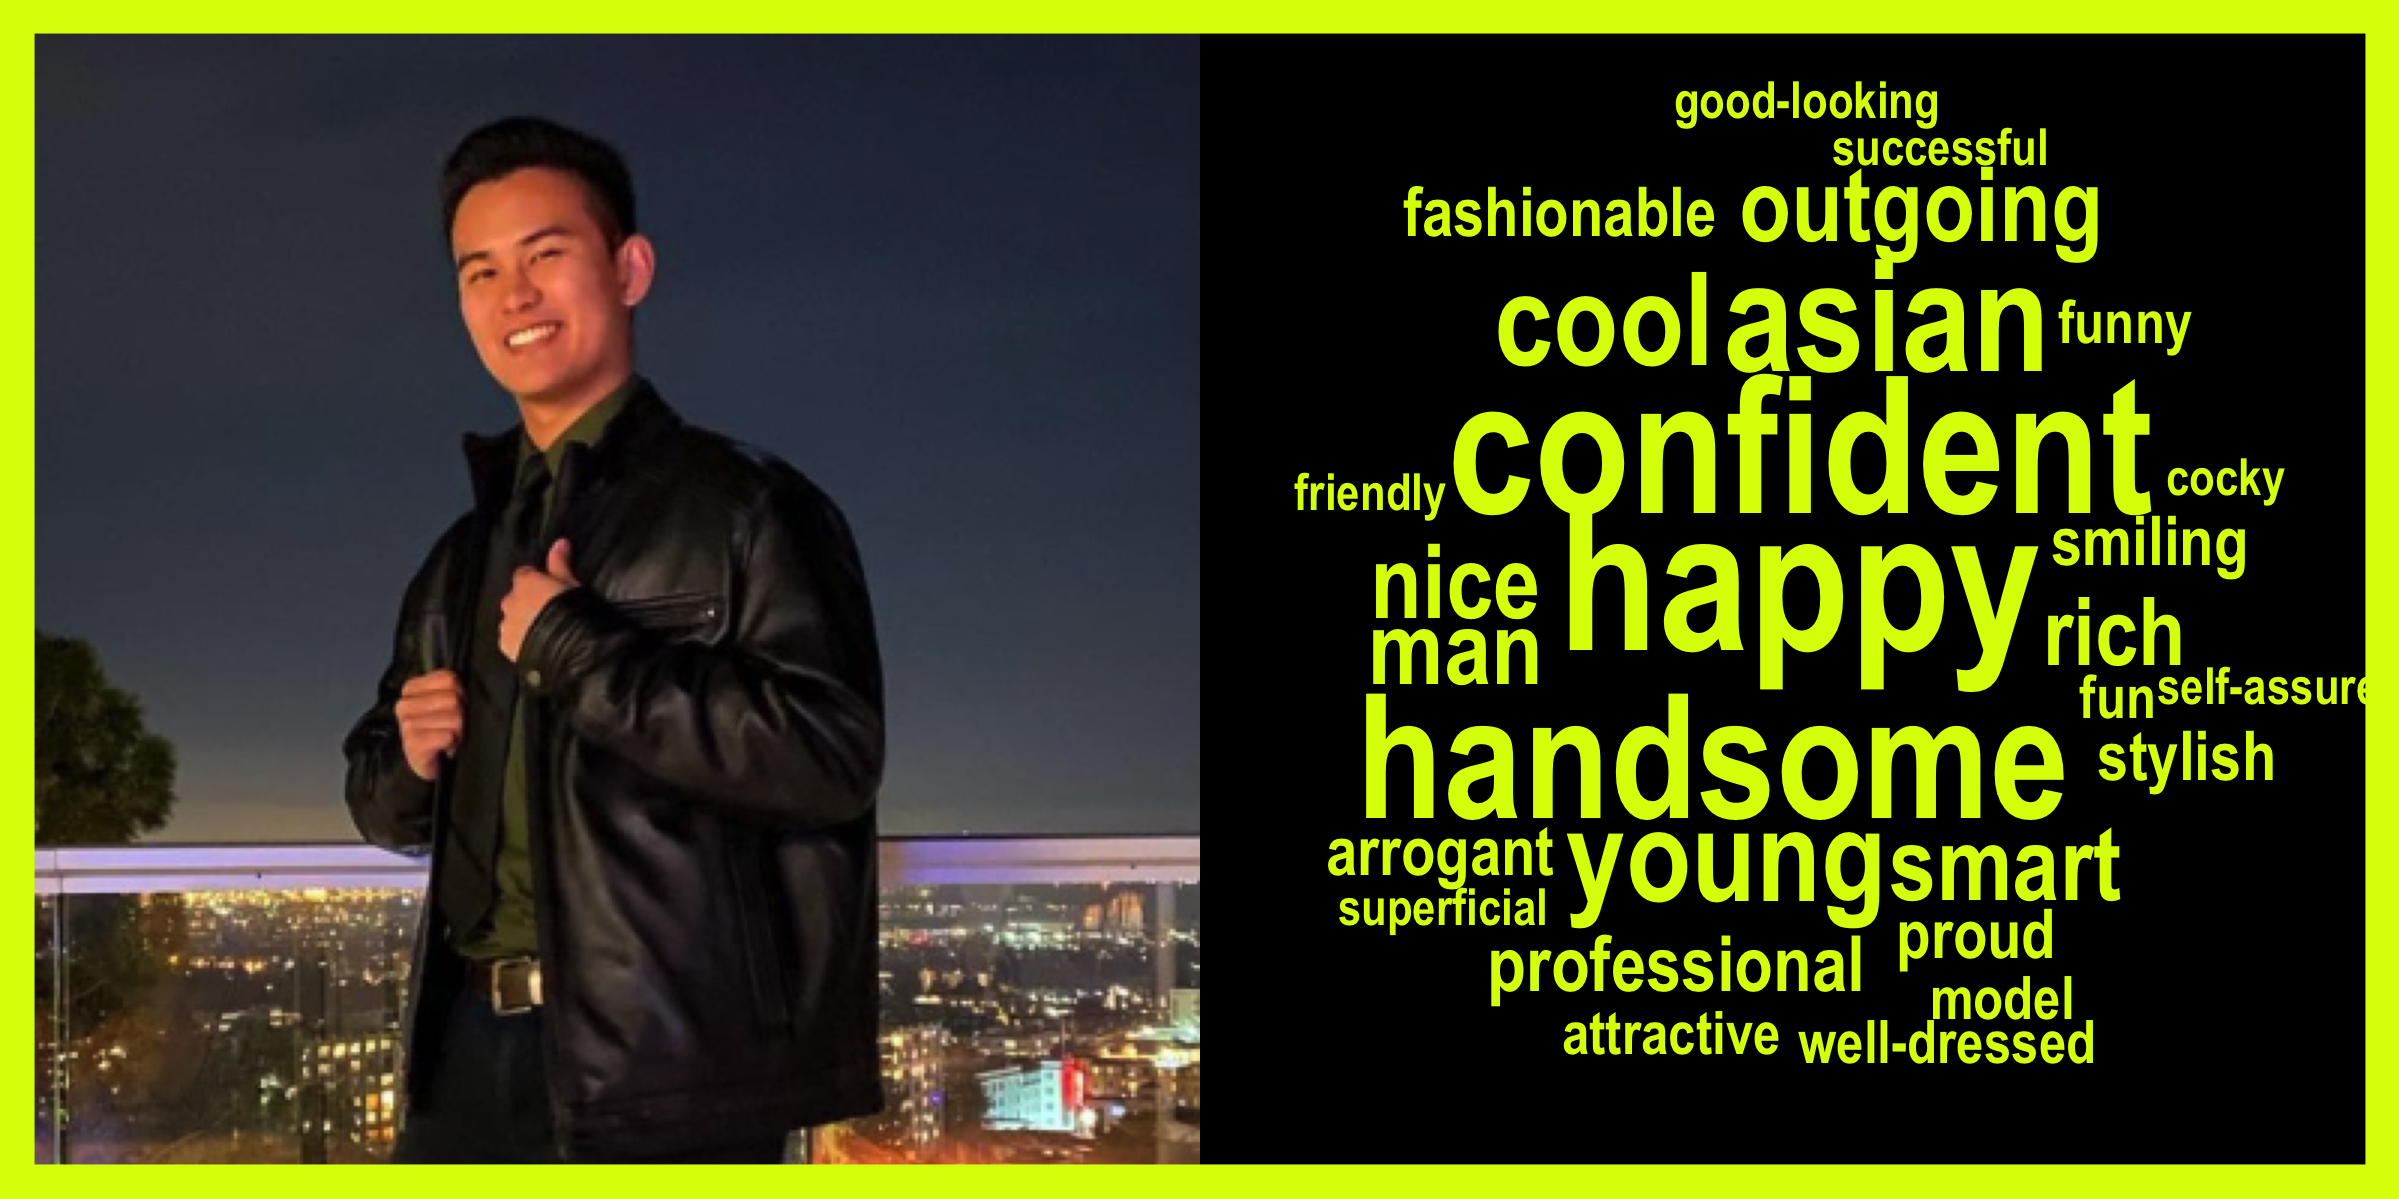 good-looking
successful
fashionable outgoing
cool asian funny
confident
friendly cocky
smiling
nice happy
man rich
fun self-assure
handsome stylish
arrogant young smart
superficial
professional proud
model
attractive well-dressed